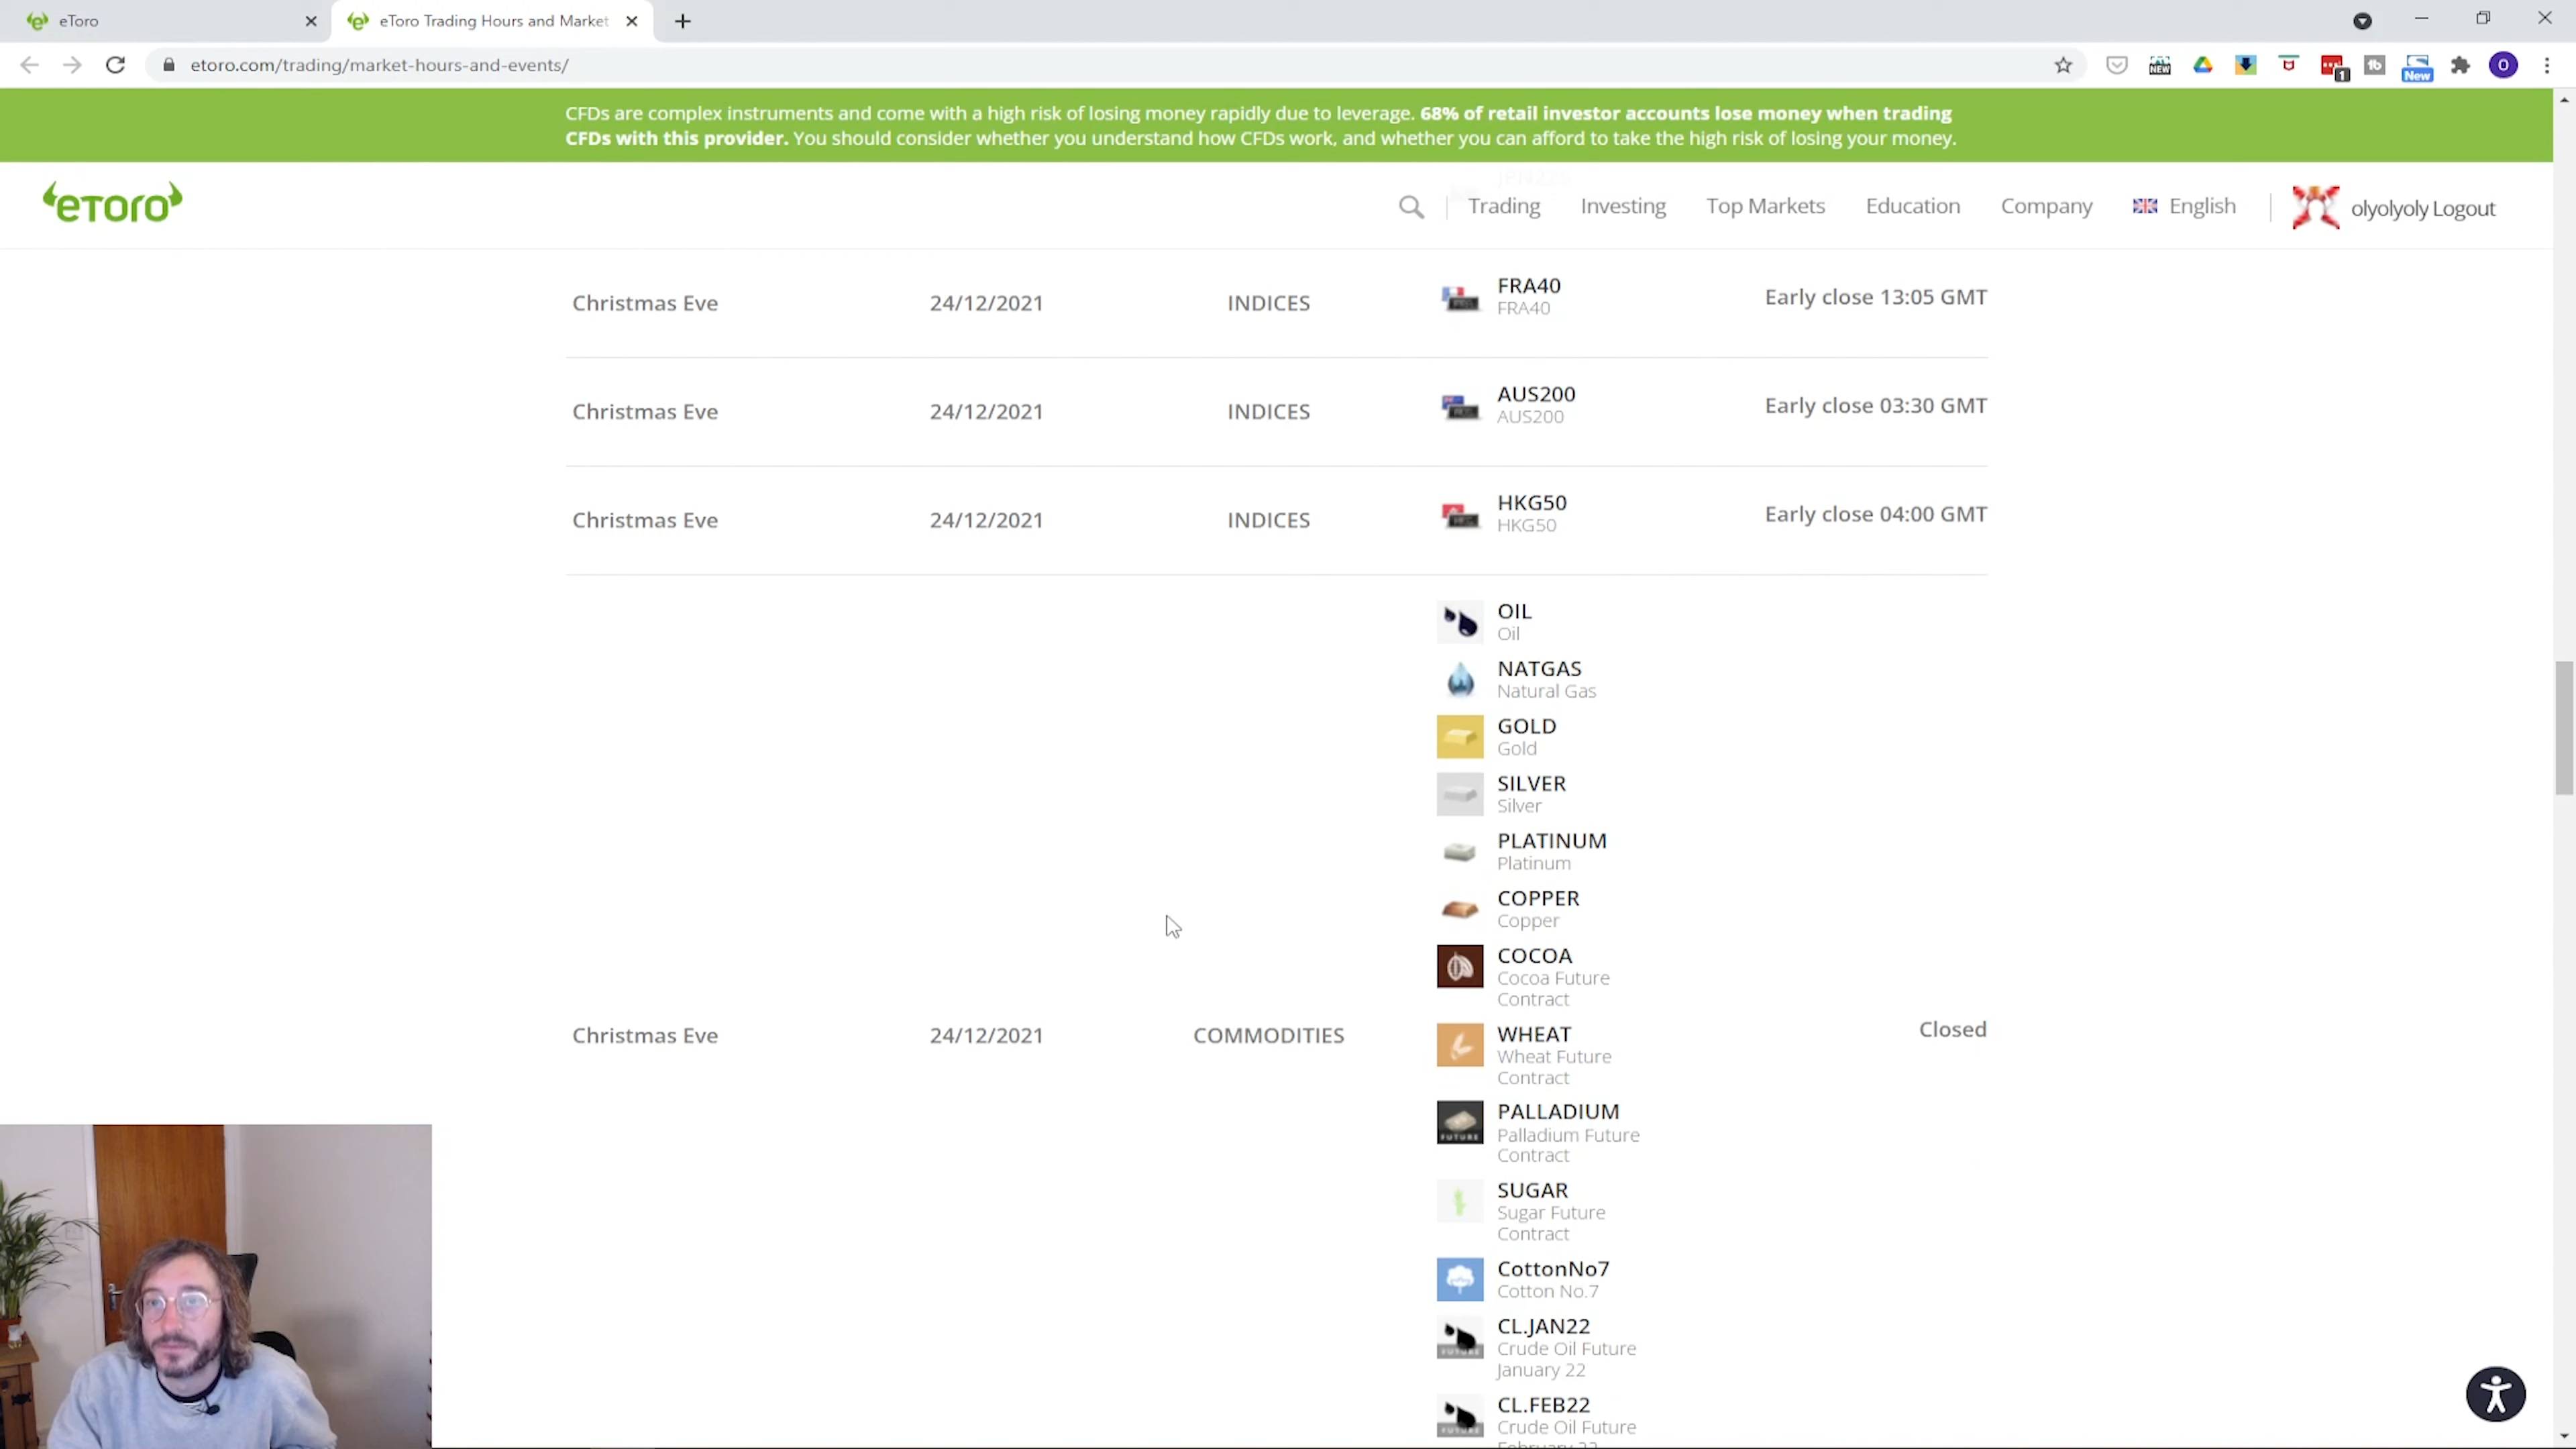 eToro
eToro Trading Hours and Market
etoro.com/trading/market-hours-and-events/
NEW
1
New
O
CFDs are complex instruments and come with a high risk of losing money rapidly due to leverage. 68% of retail investor accounts lose money when trading
CFDs with this provider. You should consider whether you understand how CFDs work, and whether you can afford to take the high risk of losing your money.
eToro
Trading
Investing
Top Markets
Education
Company
English
olyolyoly Logout
Christmas Eve
24/12/2021
INDICES
FRA40
FRA40
Early close 13:05 GMT
Christmas Eve
24/12/2021
INDICES
AUS200
AUS200
Early close 03:30 GMT
Christmas Eve
24/12/2021
INDICES
HKG50
HKG50
Early close 04:00 GMT
OIL
Oil
NATGAS
Natural Gas
GOLD
Gold
SILVER
Silver
PLATINUM
Platinum
COPPER
Copper
COCOA
Cocoa Future
Contract
Christmas Eve
24/12/2021
COMMODITIES
WHEAT
Wheat Future
Contract
Closed
PALLADIUM
Palladium Future
Contract
FUTURE
SUGAR
Sugar Future
Contract
CottonNo7
Cotton No.7
CL.JAN22
Crude Oil Future
January 22
FUTURE
CL.FEB22
Crude Oil Future
February 22
FUTURE